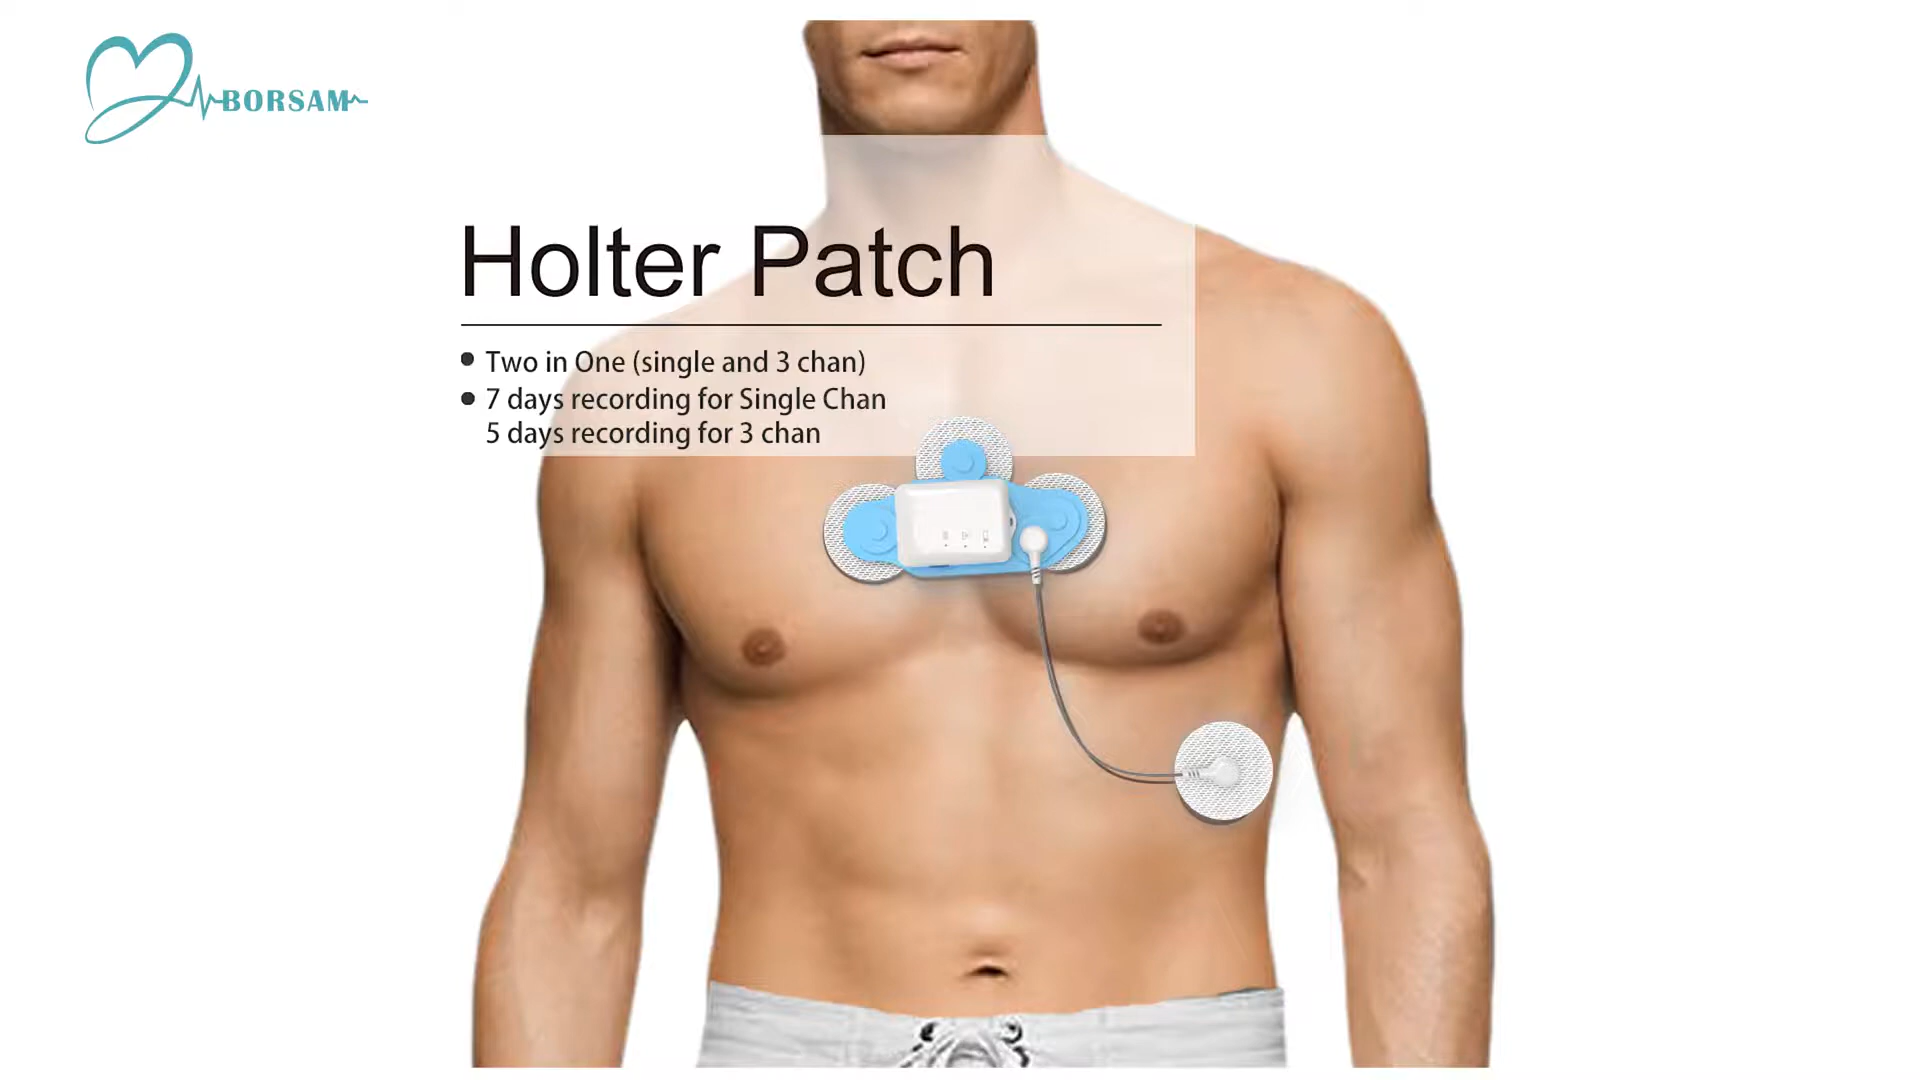 BORSAM
Holter Patch
Two in One (single and 3 chan)
7 days recording for Single Chan
5 days recording for 3 chan